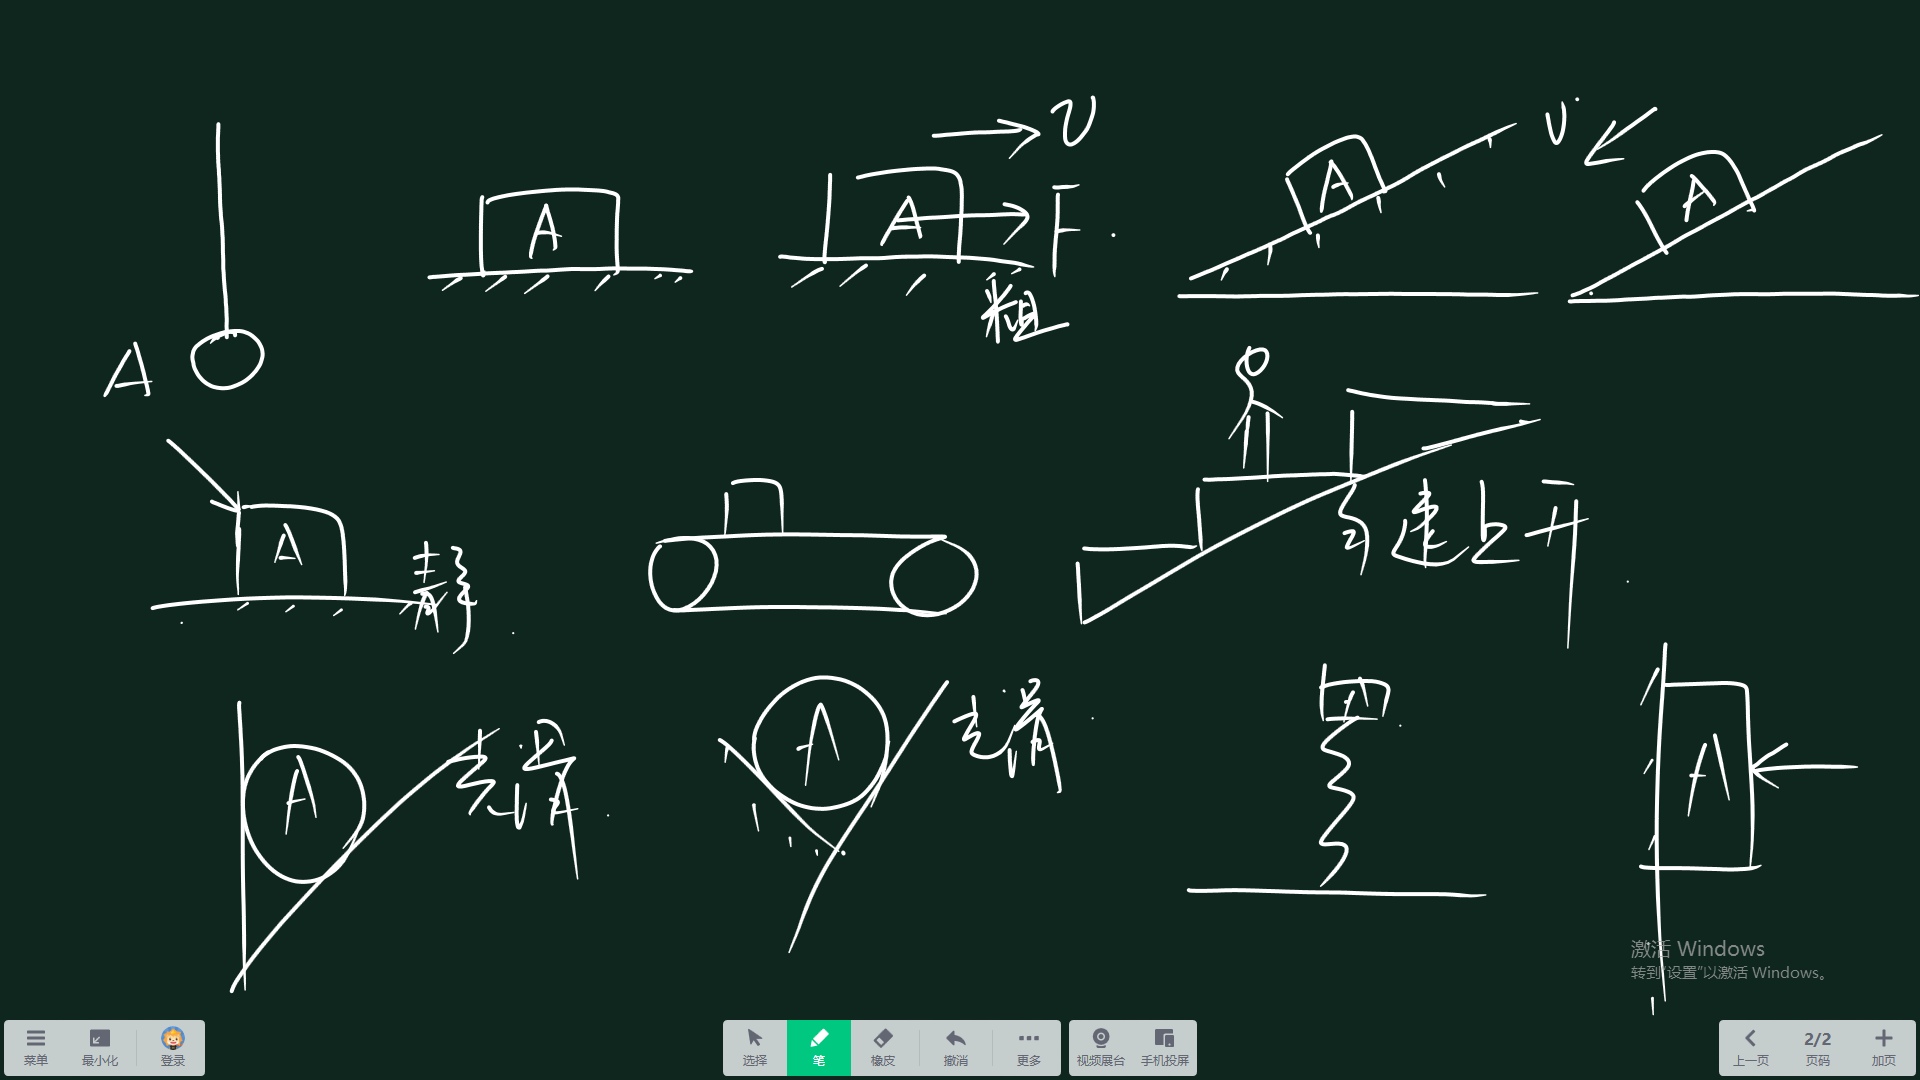 v
v
A
A
A
A
F
粗
A
A
静
匀速上升
A
光滑
A
光滑
A
A
激活 Windows
转到"设置"以激活 Windows。
菜单
最小化
登录
选择
笔
橡皮
撤消
更多
视频展台
手机投屏
上一页
2/2
页码
加页